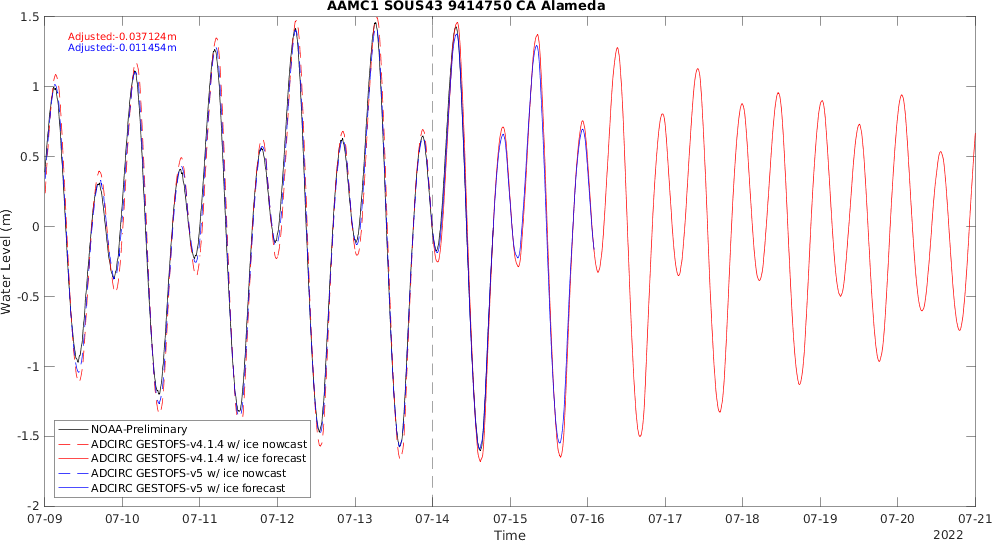 AAMC1 SOUS43 9414750 CA Alameda
Adjusted:-0.037124m
Adjusted:-0.011454m
Water Level (m)
1.5
1
0.5
0
-0.5
-1
-1.5
-2
NOAA-Preliminary
ADCIRC GESTOFS-v4.1.4 w/ ice nowcast
ADCIRC GESTOFS-v4.1.4 w/ ice forecast
ADCIRC GESTOFS-v5 w/ ice nowcast
ADCIRC GESTOFS-v5 w/ ice forecast
07-09 07-10 07-11 07-12 07-13 07-14 07-15 07-16 07-17 07-18 07-19 07-20 07-21
Time
2022